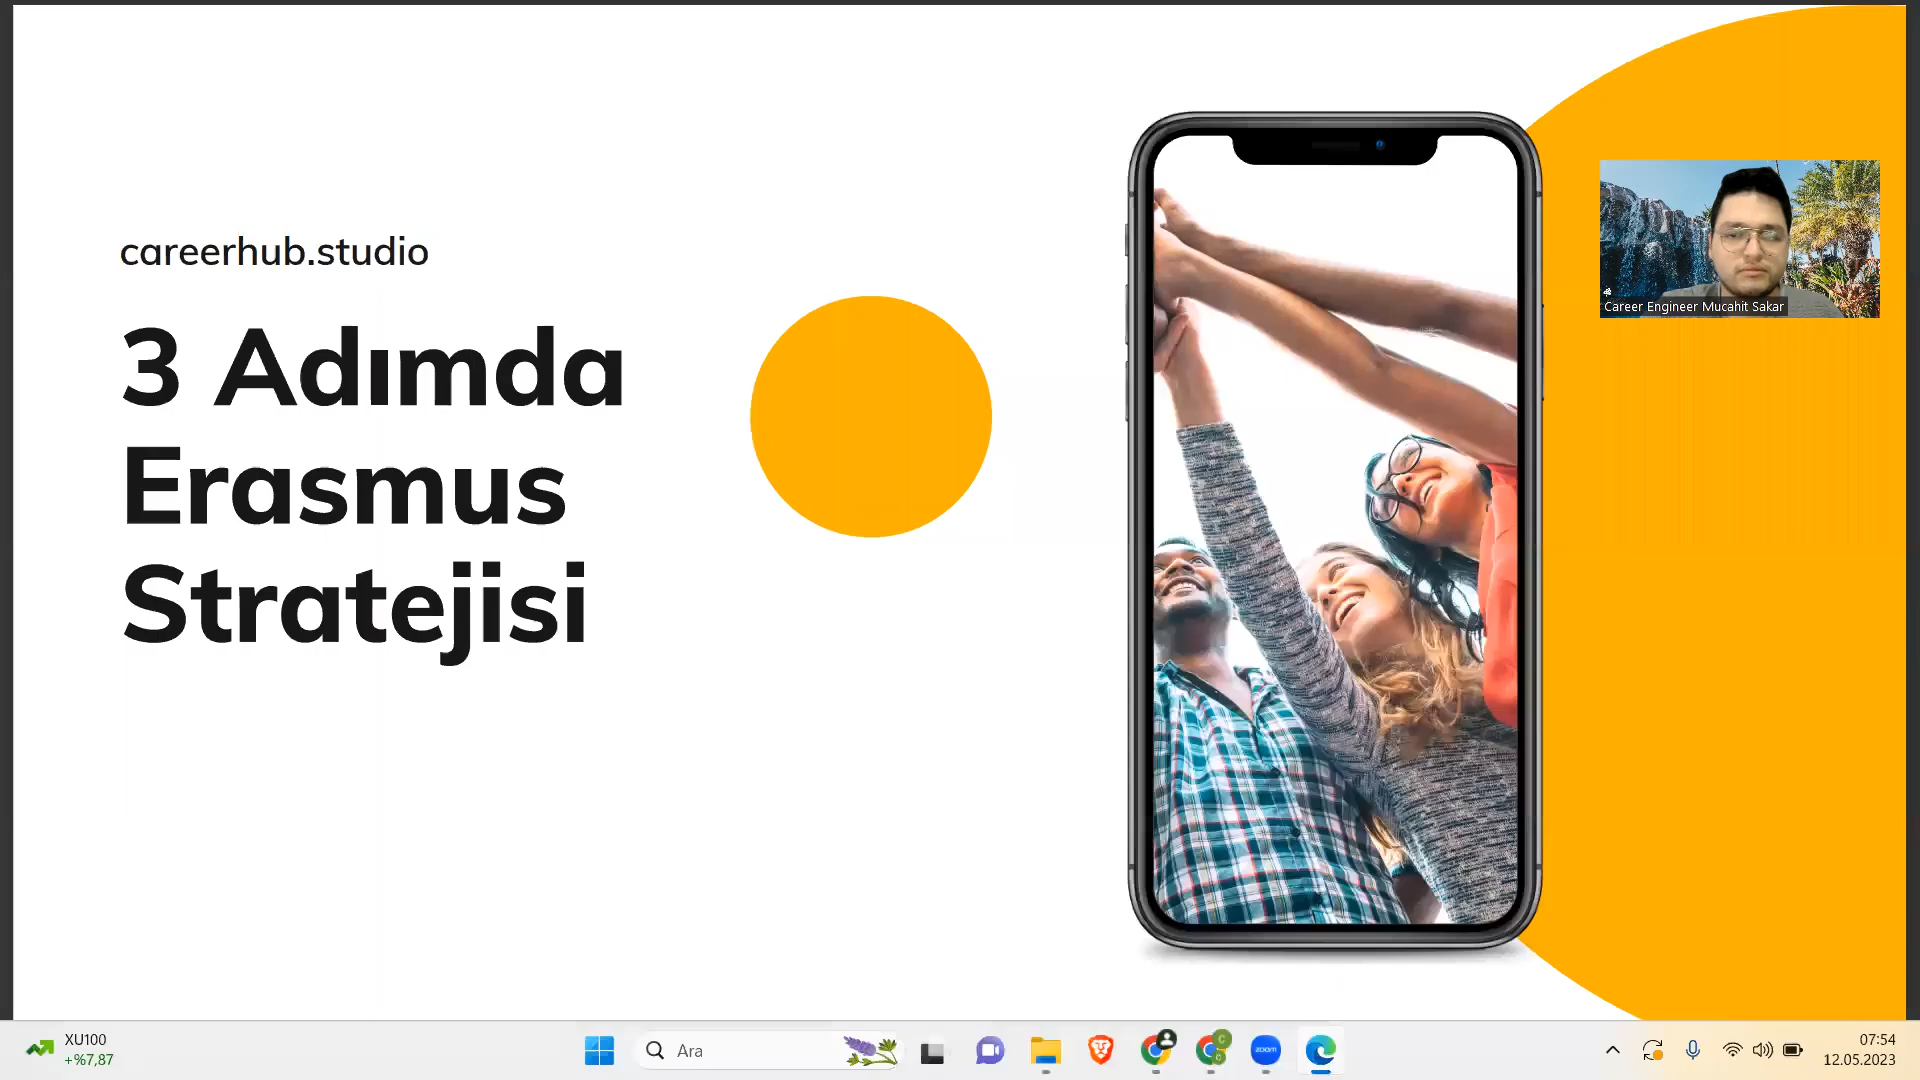 careerhub.studio
3 Adımda
Erasmus
Stratejisi
Career Engineer Mucahit Sakar
XU100
+%7,87
Ara
zoom
C
C
07:54
12.05.2023